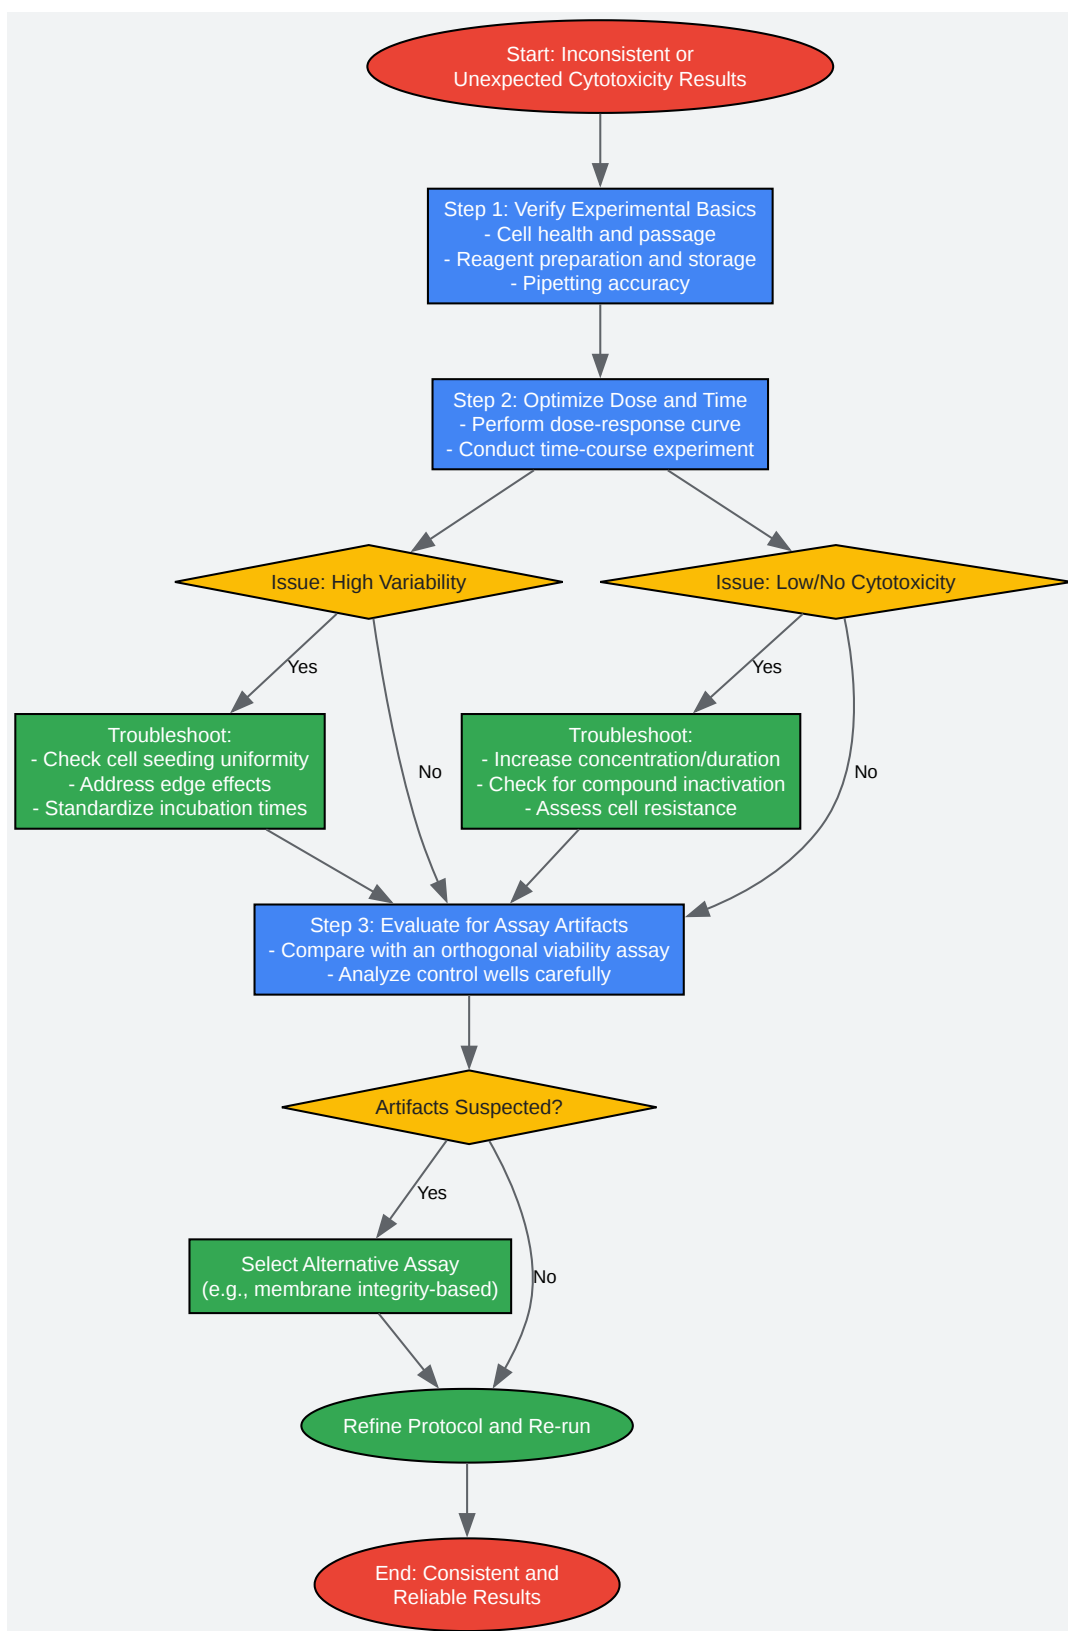 Start: Inconsistent or
Unexpected Cytotoxicity Results
Step 1: Verify Experimental Basics
- Cell health and passage
- Reagent preparation and storage
- Pipetting accuracy
Step 2: Optimize Dose and Time
- Perform dose-response curve
- Conduct time-course experiment
Issue: High Variability
Issue: Low/No Cytotoxicity
Yes
Yes
Troubleshoot:
- Check cell seeding uniformity
- Address edge effects
- Standardize incubation times
No
Troubleshoot:
- Increase concentration/duration
- Check for compound inactivation
- Assess cell resistance
No
Step 3: Evaluate for Assay Artifacts
- Compare with an orthogonal viability assay
- Analyze control wells carefully
Artifacts Suspected?
Yes
Select Alternative Assay
(e.g., membrane integrity-based)
No
Refine Protocol and Re-run
End: Consistent and
Reliable Results